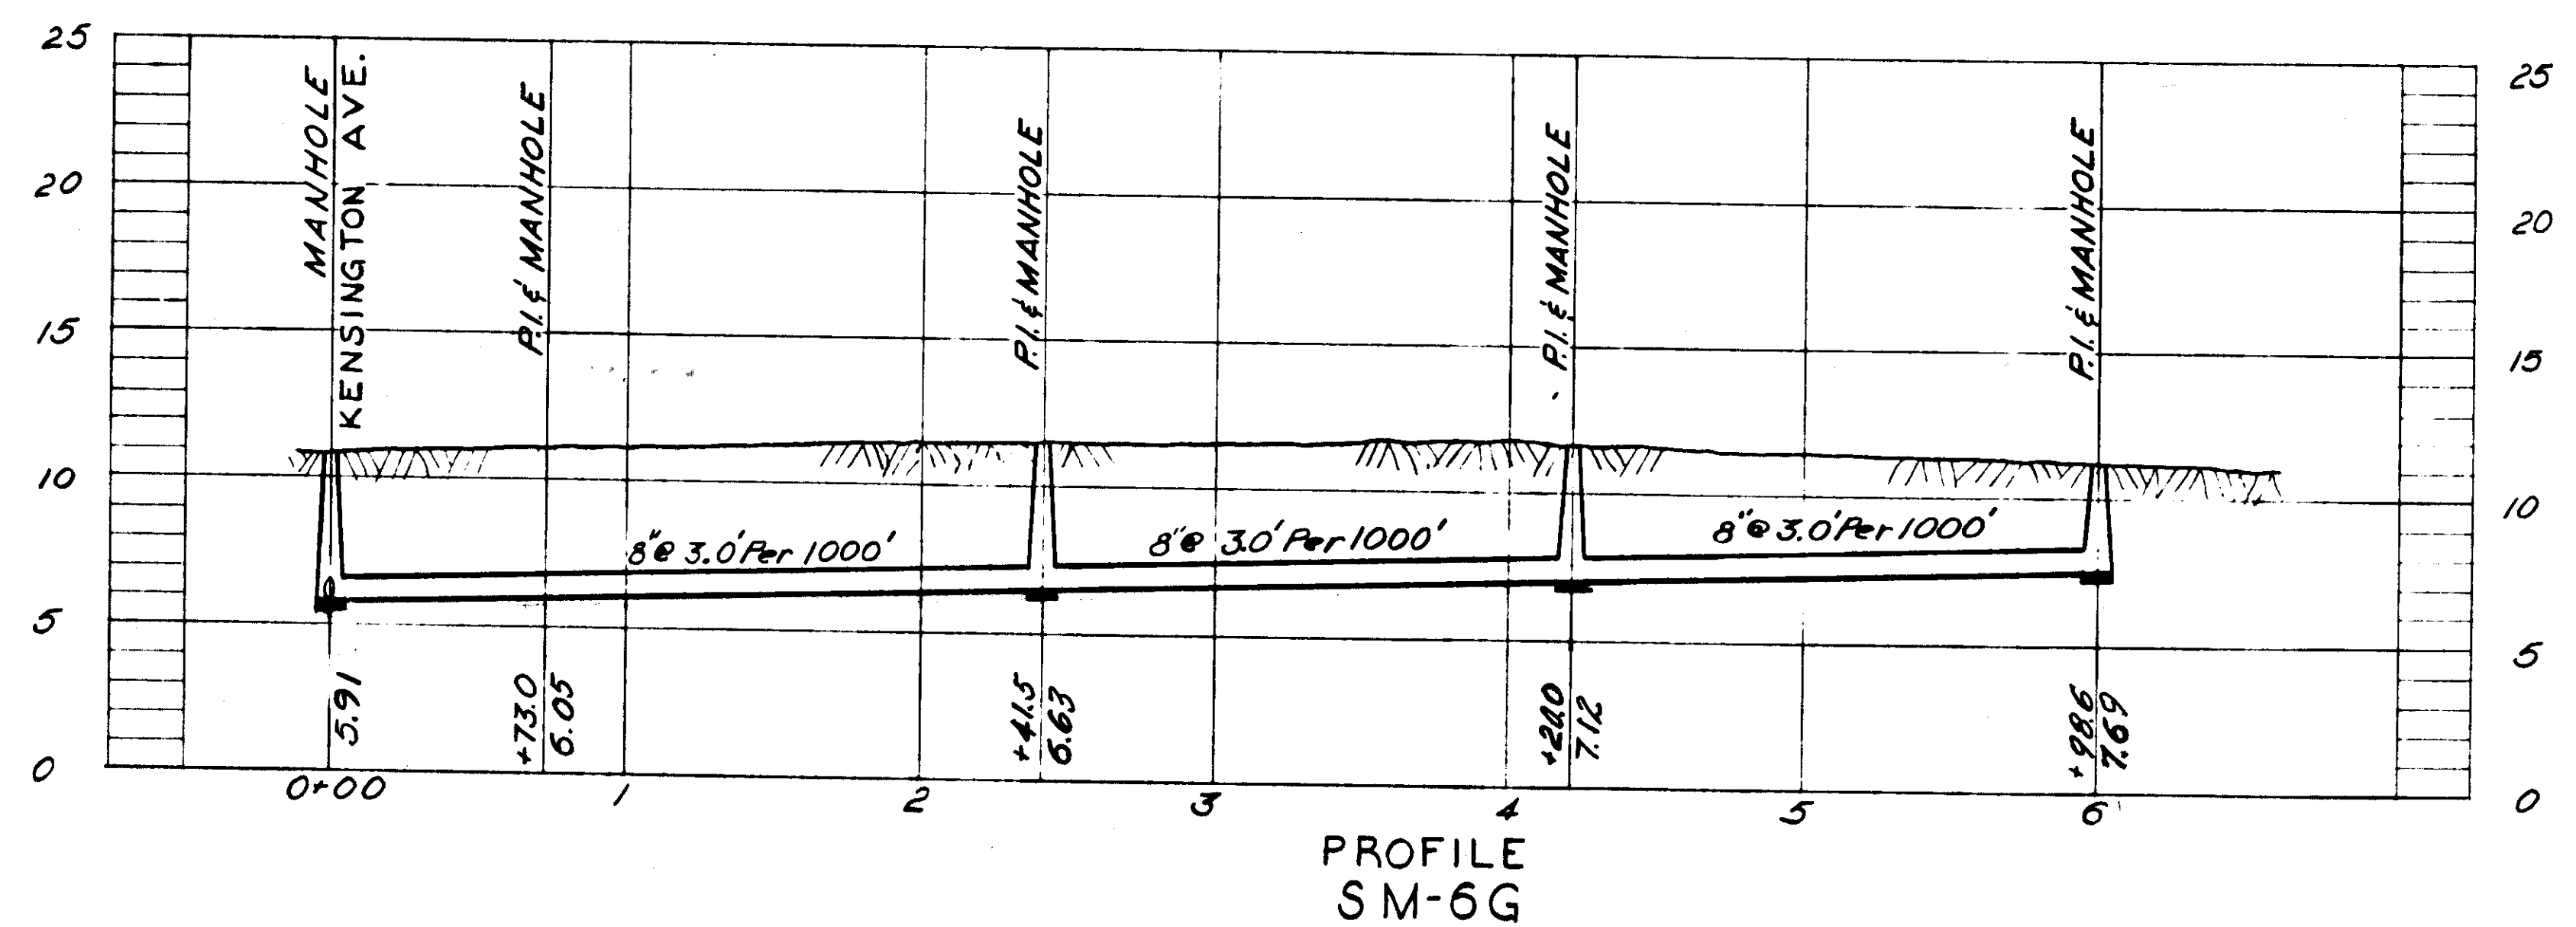 25
20
15
10
5
0
MANHOLE
KENSINGTON AVE.
P.I. & MANHOLE
P.I. & MANHOLE
P.I. & MANHOLE
P.I. & MANHOLE
25
20
15
10
5
0
8"@ 3.0'Per 1000'
8"@ 3.0'Per 1000'
8"@ 3.0'Per 1000'
5.91
+73.0
6.05
+41.5
6.63
7.12
+98.6
7.69
0+00
1
2
3
4
5
6
PROFILE
SM-6G